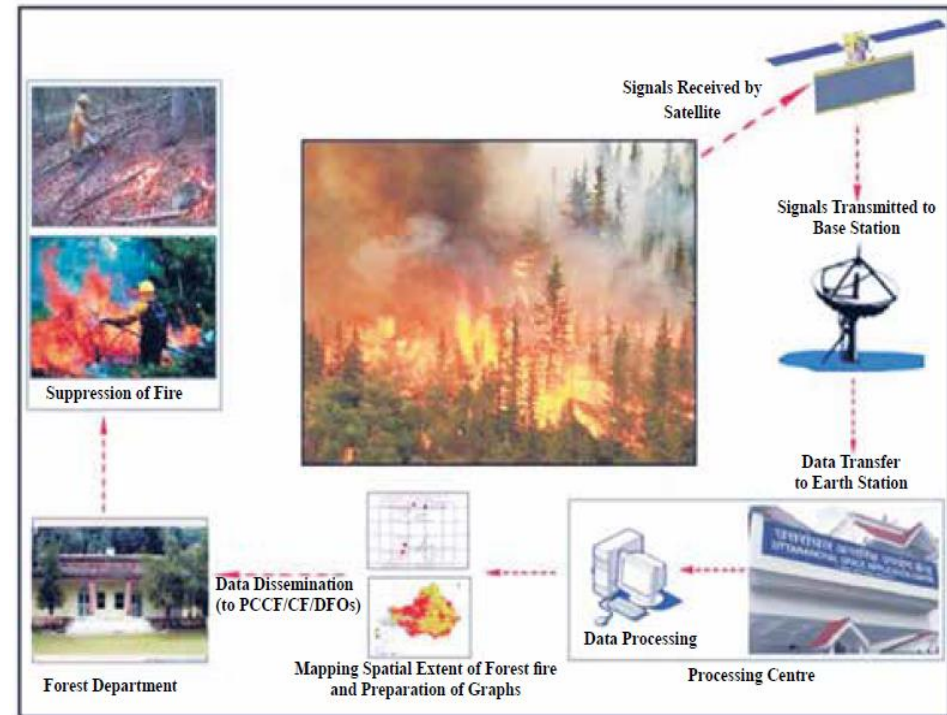 Signals Received by
Satellite
Signals Transmitted to
Base Station
Data Transfer
to Earth Station
Processing Centre
Data Processing
Mapping Spatial Extent of Forest fire
and Preparation of Graphs
Data Dissemination
(to PCCF/CF/DFOs)
Forest Department
Suppression of Fire